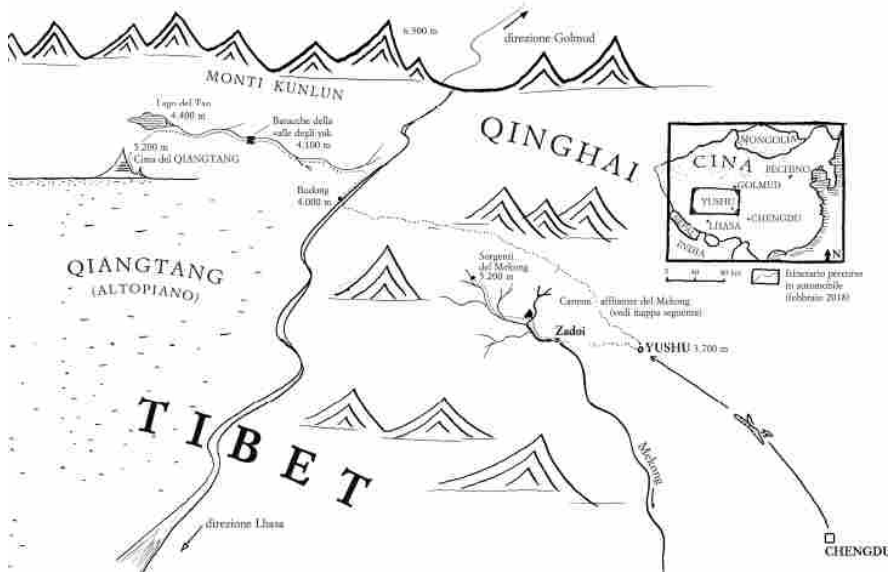 6.500 m
direzione Golmud
MONTI KUNLUN
Lago del Tso
4.400 m
Baracche della
valle degli yak
4.100 m
5.200 m
Cima del QIANGTANG
Budong
4.000 m
QINGHAI
QIANGTANG
(ALTOPIANO)
Sorgenti
del Mekong
5.200 m
affluente del Mekong
(vedi mappa seguente)
Zadoi
YUSHU 3.700 m
TIBET
Mekong
direzione Lhasa
CHENGDU
MONGOLIA
CINA
PECHINO
GOLMUD
YUSHU
CHENGDU
LHASA
INDIA
N
Itinerario percorso
in automobile
(febbraio 2018)